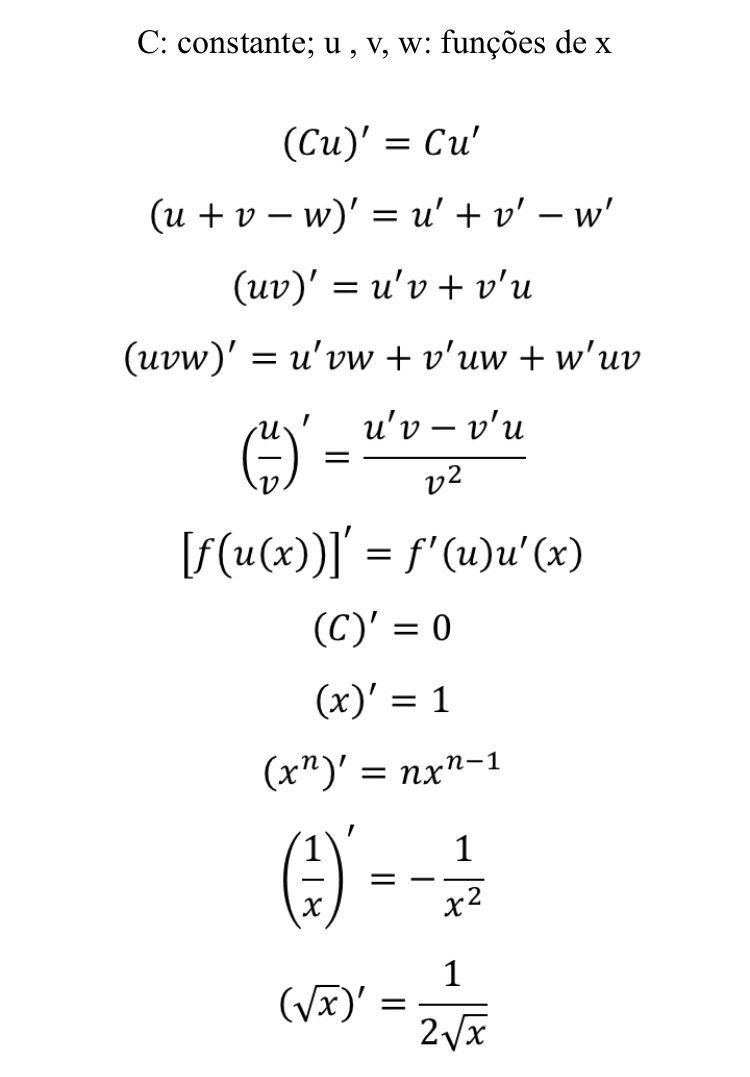 C: constante; u , v, w: funções de x
(Cu)′ = Cu′
(u + v − w)′ = u′ + v′ − w′
(uv)′ = u′v + v′u
(uvw)′ = u′vw + v′uw + w′uv
(u/v)′ = (u′v − v′u)/v²
[f(u(x))]′ = f′(u)u′(x)
(C)′ = 0
(x)′ = 1
(xⁿ)′ = nxⁿ⁻¹
(1/x)′ = −1/x²
(√x)′ = 1/(2√x)